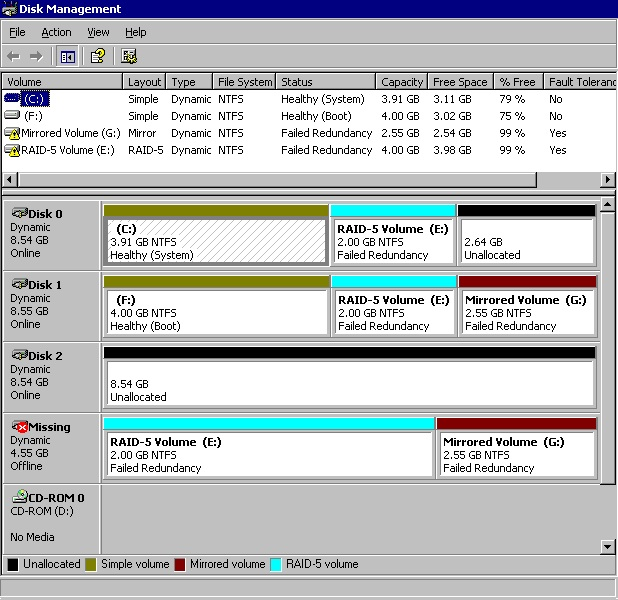 Disk Management
File Action View Help
Volume Layout Type File System Status Capacity Free Space % Free Fault Toleranc
(C:) Simple Dynamic NTFS Healthy (System) 3.91 GB 3.11 GB 79 % No
(F:) Simple Dynamic NTFS Healthy (Boot) 4.00 GB 3.02 GB 75 % No
Mirrored Volume (G:) Mirror Dynamic NTFS Failed Redundancy 2.55 GB 2.54 GB 99 % Yes
RAID-5 Volume (E:) RAID-5 Dynamic NTFS Failed Redundancy 4.00 GB 3.98 GB 99 % Yes
Disk 0
Dynamic
8.54 GB
Online
(C:)
3.91 GB NTFS
Healthy (System)
RAID-5 Volume (E:)
2.00 GB NTFS
Failed Redundancy
2.64 GB
Unallocated
Disk 1
Dynamic
8.55 GB
Online
(F:)
4.00 GB NTFS
Healthy (Boot)
RAID-5 Volume (E:)
2.00 GB NTFS
Failed Redundancy
Mirrored Volume (G:)
2.55 GB NTFS
Failed Redundancy
Disk 2
Dynamic
8.54 GB
Online
8.54 GB
Unallocated
Missing
Dynamic
4.55 GB
Offline
RAID-5 Volume (E:)
2.00 GB NTFS
Failed Redundancy
Mirrored Volume (G:)
2.55 GB NTFS
Failed Redundancy
CD-ROM 0
CD-ROM (D:)
No Media
Unallocated Simple volume Mirrored volume RAID-5 volume